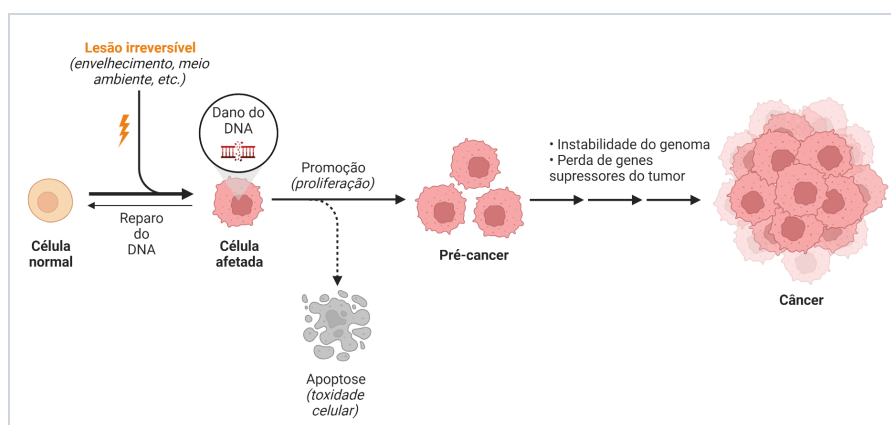 Lesão irreversível
(envelhecimento, meio
ambiente, etc.)
Dano do
DNA
Promoção
(proliferação)
• Instabilidade do genoma
• Perda de genes
supressores do tumor
Reparo
do
DNA
Célula
normal
Célula
afetada
Pré-cancer
Câncer
Apoptose
(toxidade
celular)